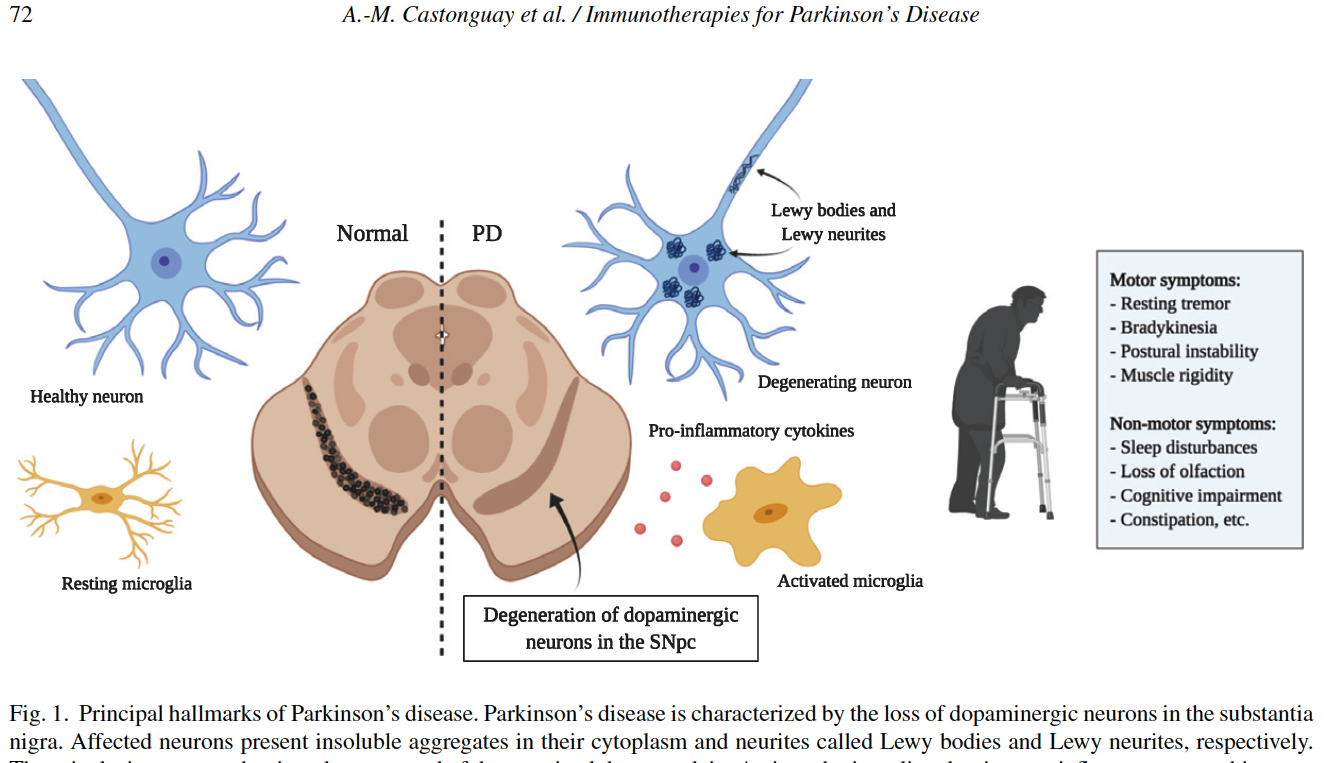 72
A.-M. Castonguay et al. / Immunotherapies for Parkinson's Disease
Normal
PD
Lewy bodies and
Lewy neurites
Healthy neuron
Degenerating neuron
Pro-inflammatory cytokines
Resting microglia
Activated microglia
Degeneration of dopaminergic
neurons in the SNpc
Motor symptoms:
- Resting tremor
- Bradykinesia
- Postural instability
- Muscle rigidity
Non-motor symptoms:
- Sleep disturbances
- Loss of olfaction
- Cognitive impairment
- Constipation, etc.
Fig. 1. Principal hallmarks of Parkinson's disease. Parkinson's disease is characterized by the loss of dopaminergic neurons in the substantia
nigra. Affected neurons present insoluble aggregates in their cytoplasm and neurites called Lewy bodies and Lewy neurites, respectively.